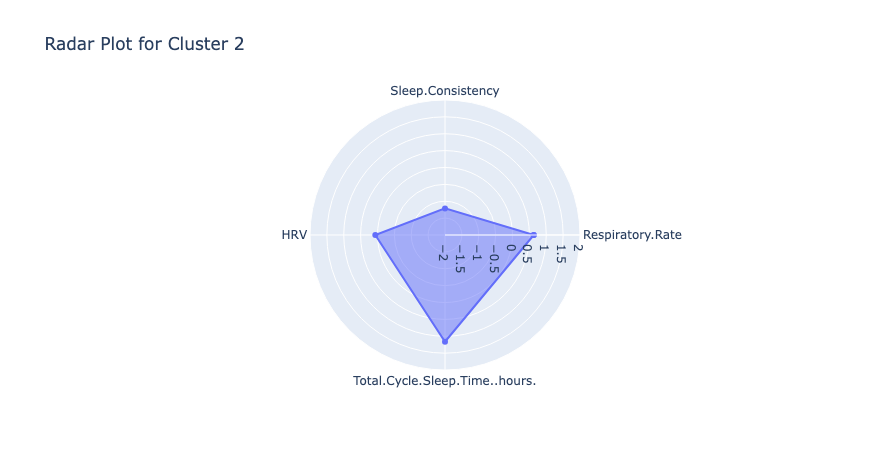 Radar Plot for Cluster 2
Sleep.Consistency
HRV
Respiratory.Rate
−2
−1.5
−1
−0.5
0
0.5
1
1.5
2
Total.Cycle.Sleep.Time..hours.